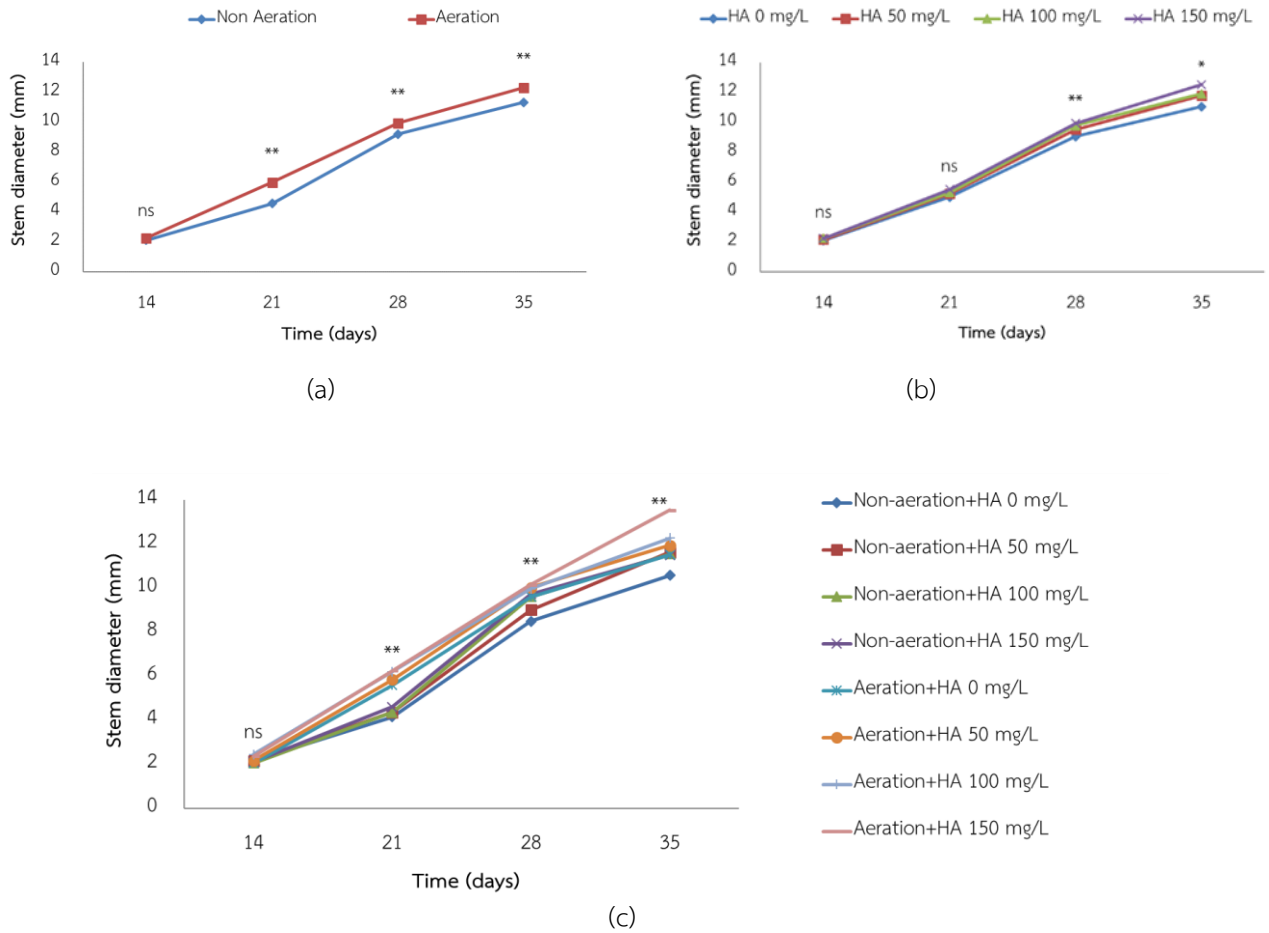 Non Aeration Aeration
Stem diameter (mm)
14
12
10
8
6
4
2
0
ns
**
**
**
14 21 28 35
Time (days)
(a)
HA 0 mg/L HA 50 mg/L HA 100 mg/L HA 150 mg/L
Stem diameter (mm)
14
12
10
8
6
4
2
0
ns
ns
**
*
14 21 28 35
Time (days)
(b)
Stem diameter (mm)
14
12
10
8
6
4
2
0
ns
**
**
**
14 21 28 35
Time (days)
Non-aeration+HA 0 mg/L
Non-aeration+HA 50 mg/L
Non-aeration+HA 100 mg/L
Non-aeration+HA 150 mg/L
Aeration+HA 0 mg/L
Aeration+HA 50 mg/L
Aeration+HA 100 mg/L
Aeration+HA 150 mg/L
(c)